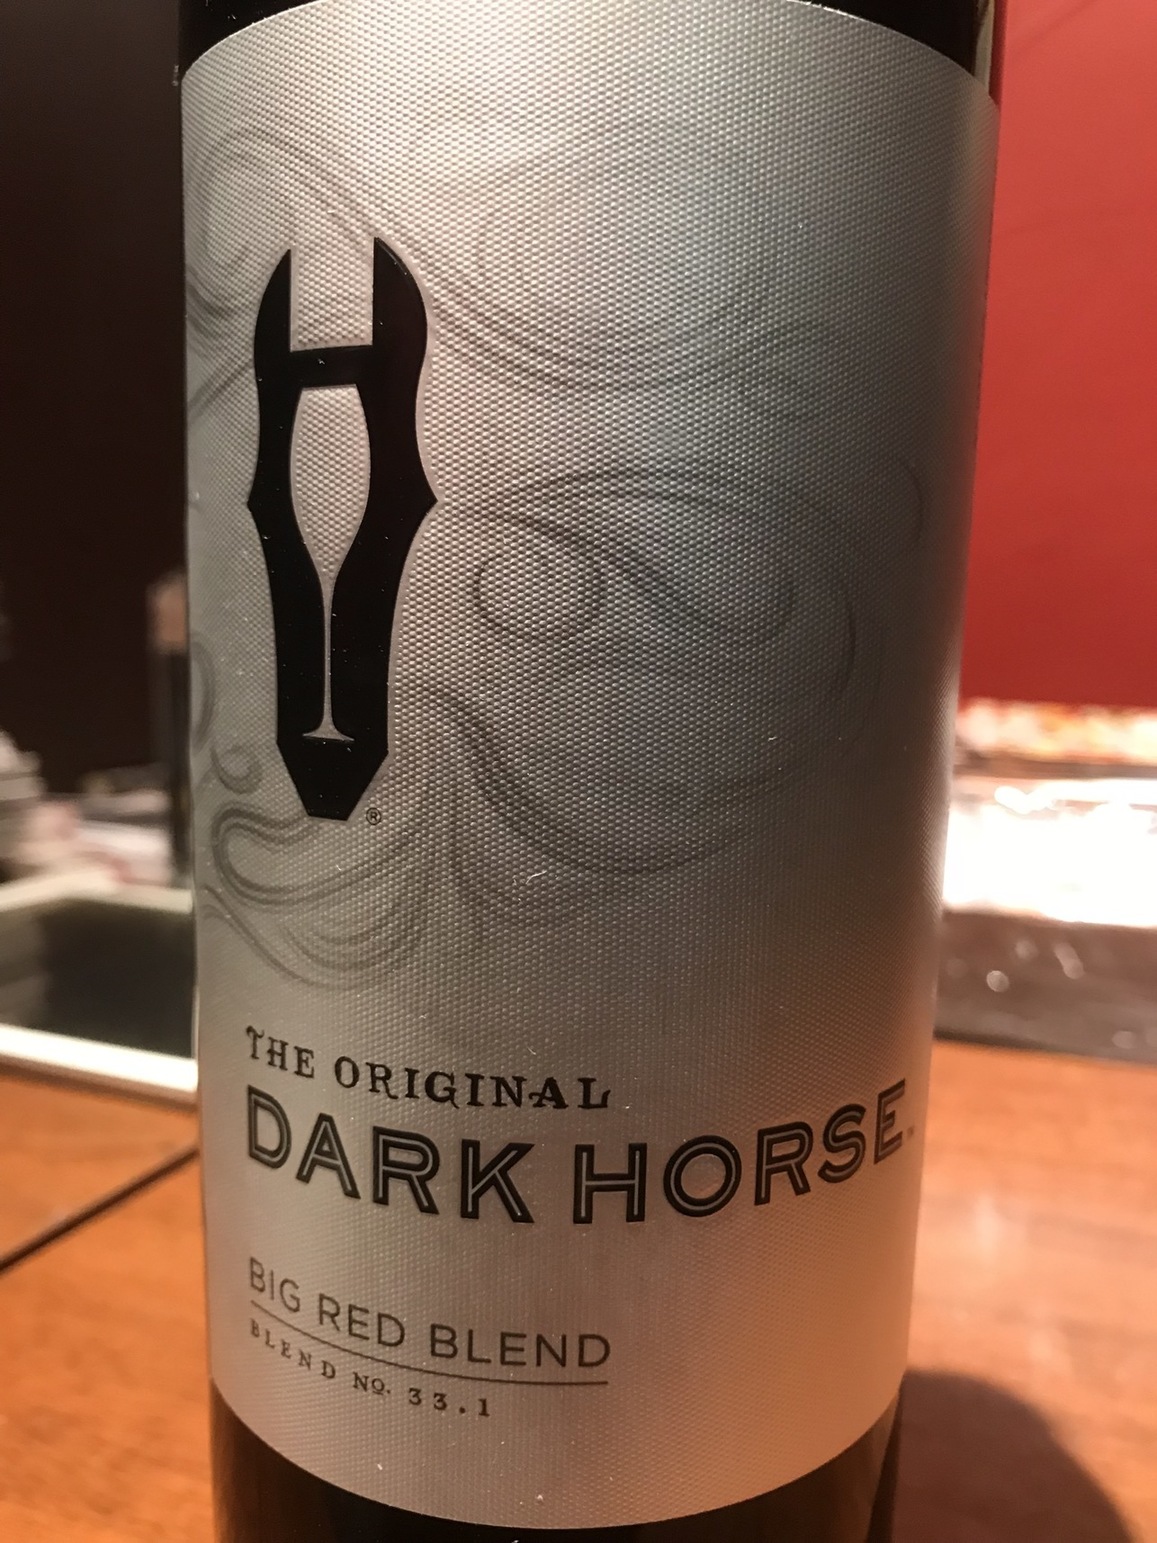 ®
THE ORIGINAL
DARK HORSE
BIG RED BLEND
BLEND Nº. 33.1